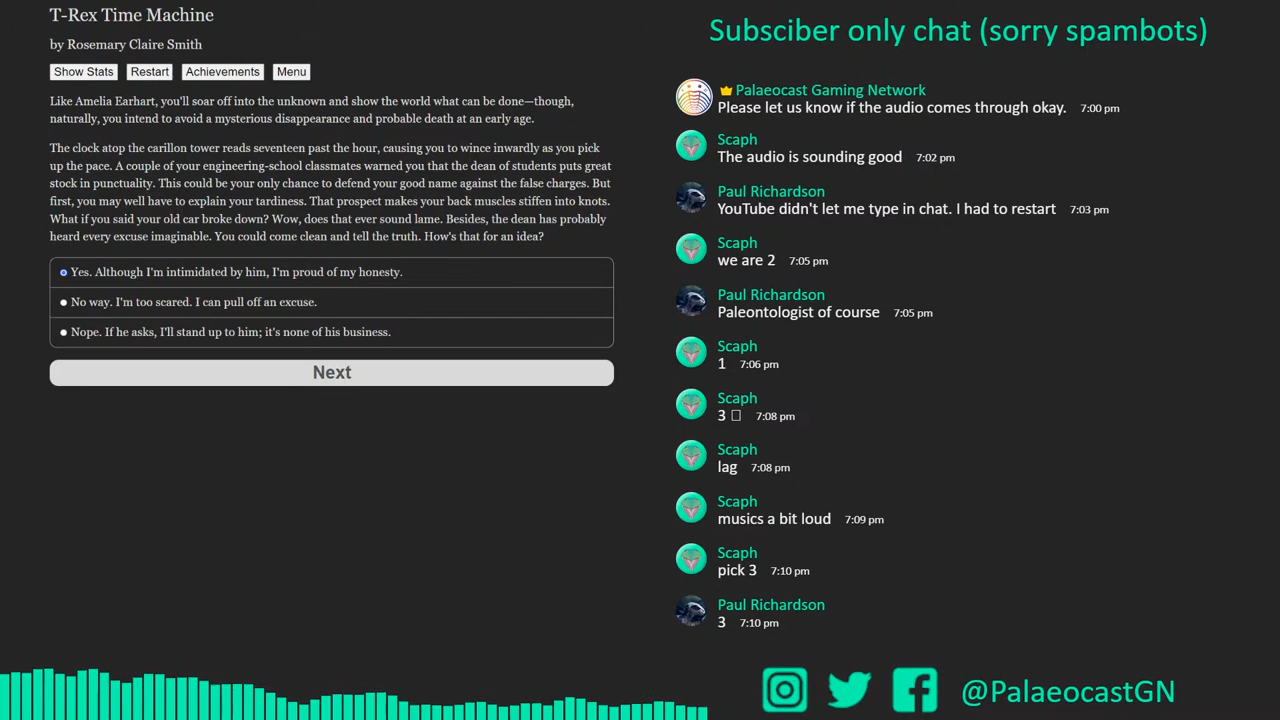 T-Rex Time Machine
by Rosemary Claire Smith
Show Stats Restart Achievements Menu
Like Amelia Earhart, you'll soar off into the unknown and show the world what can be done—though,
naturally, you intend to avoid a mysterious disappearance and probable death at an early age.
The clock atop the carillon tower reads seventeen past the hour, causing you to wince inwardly as you pick
up the pace. A couple of your engineering-school classmates warned you that the dean of students puts great
stock in punctuality. This could be your only chance to defend your good name against the false charges. But
first, you may well have to explain your tardiness. That prospect makes your back muscles stiffen into knots.
What if you said your old car broke down? Wow, does that ever sound lame. Besides, the dean has probably
heard every excuse imaginable. You could come clean and tell the truth. How's that for an idea?
Yes. Although I'm intimidated by him, I'm proud of my honesty.
No way. I'm too scared. I can pull off an excuse.
Nope. If he asks, I'll stand up to him; it's none of his business.
Next
Subsciber only chat (sorry spambots)
Palaeocast Gaming Network
Please let us know if the audio comes through okay. 7:00 pm
Scaph
The audio is sounding good 7:02 pm
Paul Richardson
YouTube didn't let me type in chat. I had to restart 7:03 pm
Scaph
we are 2 7:05 pm
Paul Richardson
Paleontologist of course 7:05 pm
Scaph
1 7:06 pm
Scaph
3 7:08 pm
Scaph
lag 7:08 pm
Scaph
musics a bit loud 7:09 pm
Scaph
pick 3 7:10 pm
Paul Richardson
3 7:10 pm
@PalaeocastGN